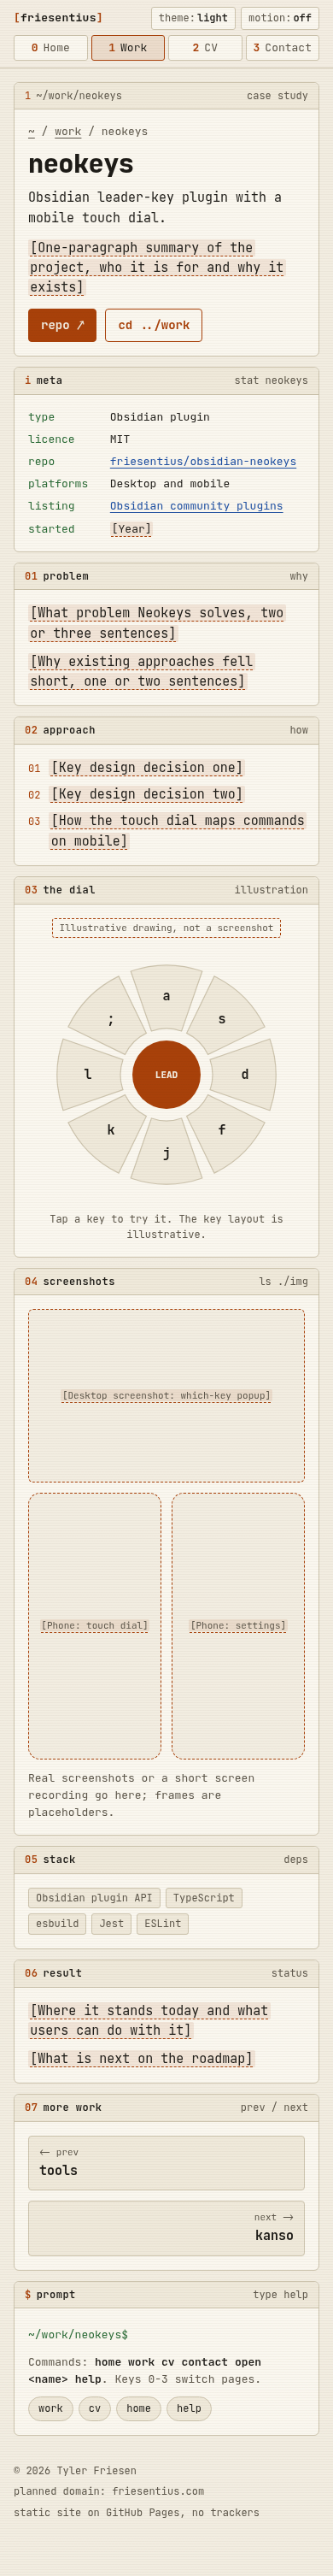 [friesentius] theme:light motion:off
0 Home 1 Work 2 CV 3 Contact
1 ~/work/neokeys case study
~ / work / neokeys
neokeys
Obsidian leader-key plugin with a
mobile touch dial.
[One-paragraph summary of the
project, who it is for and why it
exists]
repo ↗ cd ../work
i meta stat neokeys
type Obsidian plugin
licence MIT
repo friesentius/obsidian-neokeys
platforms Desktop and mobile
listing Obsidian community plugins
started [Year]
01 problem why
[What problem Neokeys solves, two
or three sentences]
[Why existing approaches fell
short, one or two sentences]
02 approach how
01 [Key design decision one]
02 [Key design decision two]
03 [How the touch dial maps commands
on mobile]
03 the dial illustration
Illustrative drawing, not a screenshot
a
; s
l LEAD d
k f
j
Tap a key to try it. The key layout is
illustrative.
04 screenshots ls ./img
[Desktop screenshot: which-key popup]
[Phone: touch dial] [Phone: settings]
Real screenshots or a short screen
recording go here; frames are
placeholders.
05 stack deps
Obsidian plugin API TypeScript
esbuild Jest ESLint
06 result status
[Where it stands today and what
users can do with it]
[What is next on the roadmap]
07 more work prev / next
← prev
tools
next →
kanso
$ prompt type help
~/work/neokeys$
Commands: home work cv contact open
<name> help. Keys 0-3 switch pages.
work cv home help
© 2026 Tyler Friesen
planned domain: friesentius.com
static site on GitHub Pages, no trackers